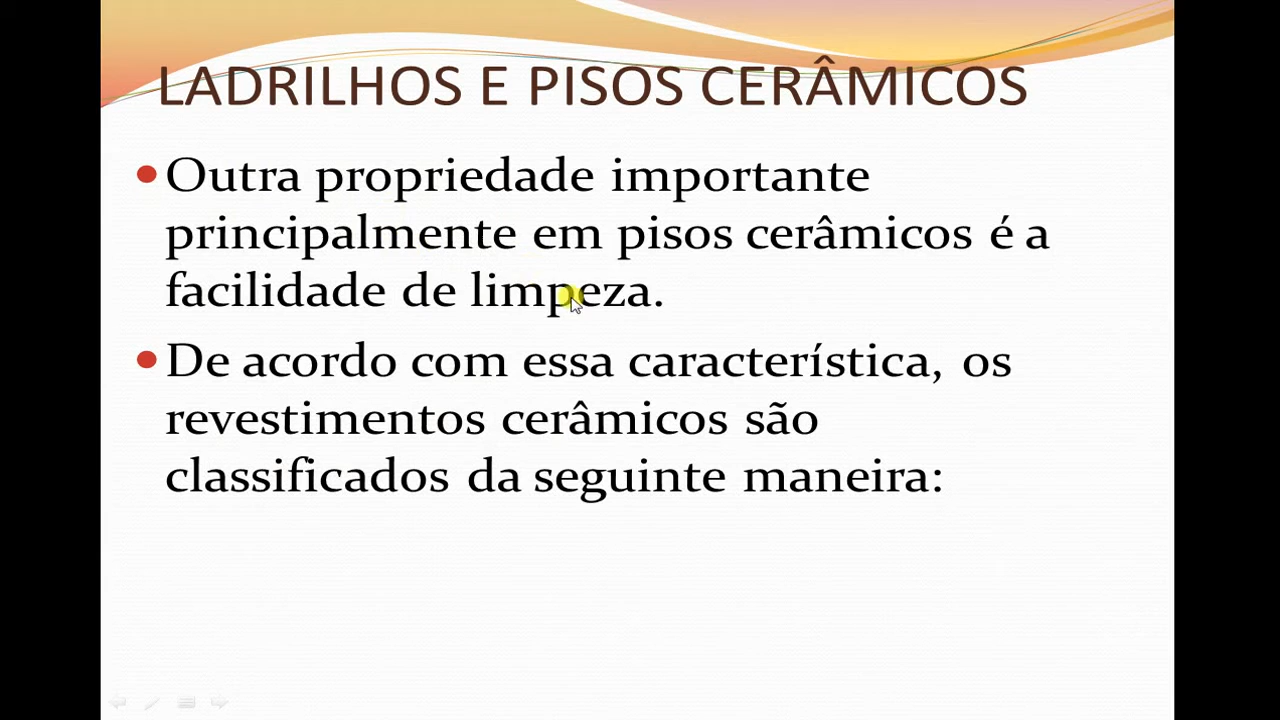 LADRILHOS E PISOS CERÂMICOS
Outra propriedade importante
principalmente em pisos cerâmicos é a
facilidade de limpeza.
De acordo com essa característica, os
revestimentos cerâmicos são
classificados da seguinte maneira: